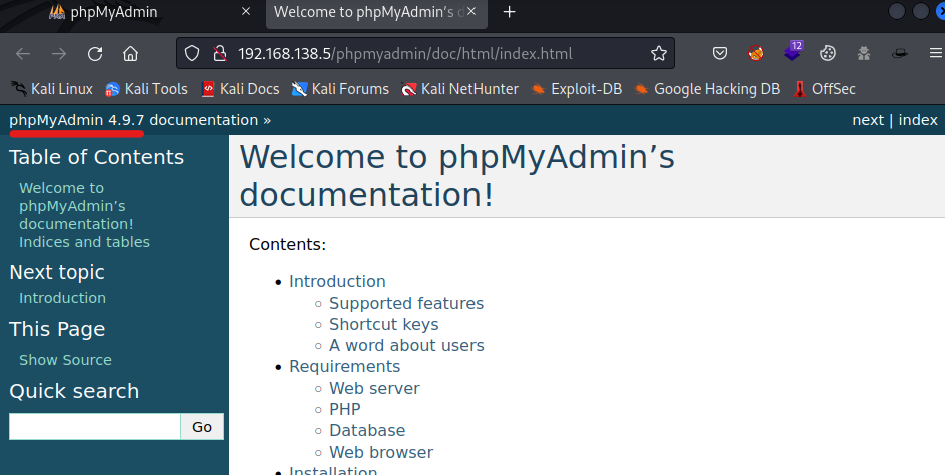 phpMyAdmin
Welcome to phpMyAdmin's d
192.168.138.5/phpmyadmin/doc/html/index.html
12
Kali Linux Kali Tools Kali Docs Kali Forums Kali NetHunter Exploit-DB Google Hacking DB OffSec
phpMyAdmin 4.9.7 documentation »
next | index
Table of Contents
Welcome to
phpMyAdmin's
documentation!
Indices and tables
Next topic
Introduction
This Page
Show Source
Quick search
Go
Welcome to phpMyAdmin's
documentation!
Contents:
• Introduction
◦ Supported features
◦ Shortcut keys
◦ A word about users
• Requirements
◦ Web server
◦ PHP
◦ Database
◦ Web browser
• Installation